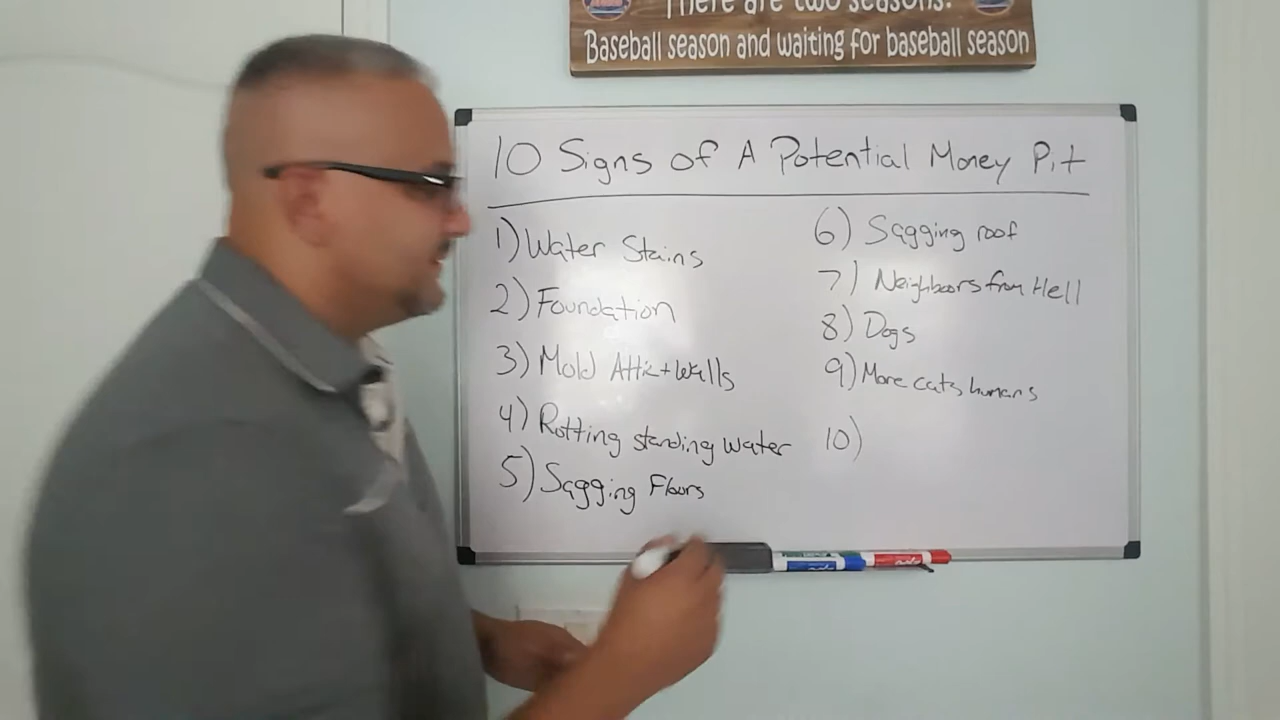 There are two seasons:
Baseball season and waiting for baseball season
10 Signs of A Potential Money Pit
1) Water Stains
2) Foundation
3) Mold Attic + Walls
4) Rotting standing water
5) Sagging Floors
6) Sagging roof
7) Neighbors from Hell
8) Dogs
9) More cats humans
10)